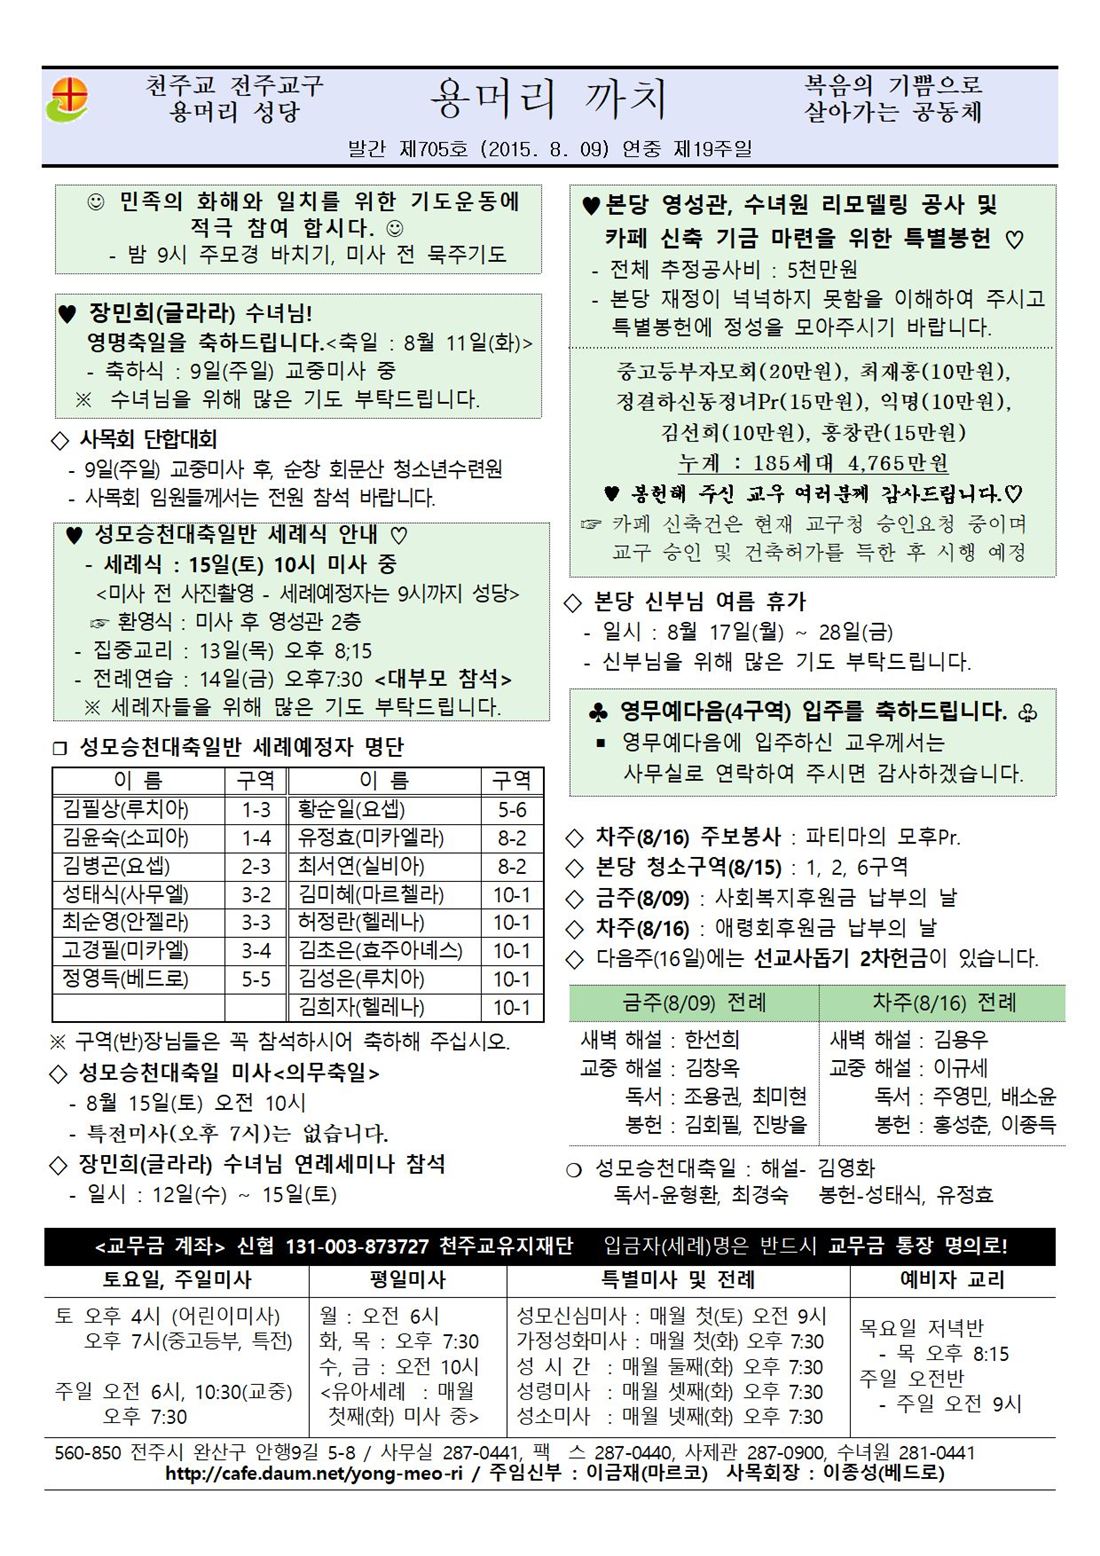 천주교 전주교구
용머리 성당
용머리 까치
복음의 기쁨으로
살아가는 공동체
발간 제705호 (2015. 8. 09) 연중 제19주일
☺ 민족의 화해와 일치를 위한 기도운동에
적극 참여 합시다. ☺
- 밤 9시 주모경 바치기, 미사 전 묵주기도
♥ 장민희(글라라) 수녀님!
영명축일을 축하드립니다.<축일 : 8월 11일(화)>
- 축하식 : 9일(주일) 교중미사 중
※ 수녀님을 위해 많은 기도 부탁드립니다.
◇ 사목회 단합대회
- 9일(주일) 교중미사 후, 순창 회문산 청소년수련원
- 사목회 임원들께서는 전원 참석 바랍니다.
♥ 성모승천대축일반 세례식 안내 ♡
- 세례식 : 15일(토) 10시 미사 중
<미사 전 사진촬영 - 세례예정자는 9시까지 성당>
☞ 환영식 : 미사 후 영성관 2층
- 집중교리 : 13일(목) 오후 8;15
- 전례연습 : 14일(금) 오후7:30 <대부모 참석>
※ 세례자들을 위해 많은 기도 부탁드립니다.
❒ 성모승천대축일반 세례예정자 명단
이 름 구역 이 름 구역
김필상(루치아) 1-3 황순일(요셉) 5-6
김윤숙(소피아) 1-4 유정효(미카엘라) 8-2
김병곤(요셉) 2-3 최서연(실비아) 8-2
성태식(사무엘) 3-2 김미혜(마르첼라) 10-1
최순영(안젤라) 3-3 허정란(헬레나) 10-1
고경필(미카엘) 3-4 김초은(효주아녜스) 10-1
정영득(베드로) 5-5 김성은(루치아) 10-1
김희자(헬레나) 10-1
※ 구역(반)장님들은 꼭 참석하시어 축하해 주십시오.
◇ 성모승천대축일 미사<의무축일>
- 8월 15일(토) 오전 10시
- 특전미사(오후 7시)는 없습니다.
◇ 장민희(글라라) 수녀님 연례세미나 참석
- 일시 : 12일(수) ~ 15일(토)
♥본당 영성관, 수녀원 리모델링 공사 및
카페 신축 기금 마련을 위한 특별봉헌 ♡
- 전체 추정공사비 : 5천만원
- 본당 재정이 넉넉하지 못함을 이해하여 주시고
특별봉헌에 정성을 모아주시기 바랍니다.
중고등부자모회(20만원), 최재홍(10만원),
정결하신동정녀Pr(15만원), 익명(10만원),
김선희(10만원), 홍창란(15만원)
누계 : 185세대 4,765만원
♥ 봉헌해 주신 교우 여러분께 감사드립니다.♡
☞ 카페 신축건은 현재 교구청 승인요청 중이며
교구 승인 및 건축허가를 득한 후 시행 예정
◇ 본당 신부님 여름 휴가
- 일시 : 8월 17일(월) ~ 28일(금)
- 신부님을 위해 많은 기도 부탁드립니다.
♣ 영무예다음(4구역) 입주를 축하드립니다. ♧
▪ 영무예다음에 입주하신 교우께서는
사무실로 연락하여 주시면 감사하겠습니다.
◇ 차주(8/16) 주보봉사 : 파티마의 모후Pr.
◇ 본당 청소구역(8/15) : 1, 2, 6구역
◇ 금주(8/09) : 사회복지후원금 납부의 날
◇ 차주(8/16) : 애령회후원금 납부의 날
◇ 다음주(16일)에는 선교사돕기 2차헌금이 있습니다.
금주(8/09) 전례 차주(8/16) 전례
새벽 해설 : 한선희 새벽 해설 : 김용우
교중 해설 : 김창옥 교중 해설 : 이규세
독서 : 조용권, 최미현 독서 : 주영민, 배소윤
봉헌 : 김회필, 진방을 봉헌 : 홍성춘, 이종득
❍ 성모승천대축일 : 해설- 김영화
독서-윤형환, 최경숙 봉헌-성태식, 유정효
<교무금 계좌> 신협 131-003-873727 천주교유지재단 입금자(세례)명은 반드시 교무금 통장 명의로!
토요일, 주일미사 평일미사 특별미사 및 전례 예비자 교리
토 오후 4시 (어린이미사)
오후 7시(중고등부, 특전)
주일 오전 6시, 10:30(교중)
오후 7:30
월 : 오전 6시
화, 목 : 오후 7:30
수, 금 : 오전 10시
<유아세례 : 매월
첫째(화) 미사 중>
성모신심미사 : 매월 첫(토) 오전 9시
가정성화미사 : 매월 첫(화) 오후 7:30
성 시 간 : 매월 둘째(화) 오후 7:30
성령미사 : 매월 셋째(화) 오후 7:30
성소미사 : 매월 넷째(화) 오후 7:30
목요일 저녁반
- 목 오후 8:15
주일 오전반
- 주일 오전 9시
560-850 전주시 완산구 안행9길 5-8 / 사무실 287-0441, 팩 스 287-0440, 사제관 287-0900, 수녀원 281-0441
http://cafe.daum.net/yong-meo-ri / 주임신부 : 이금재(마르코) 사목회장 : 이종성(베드로)